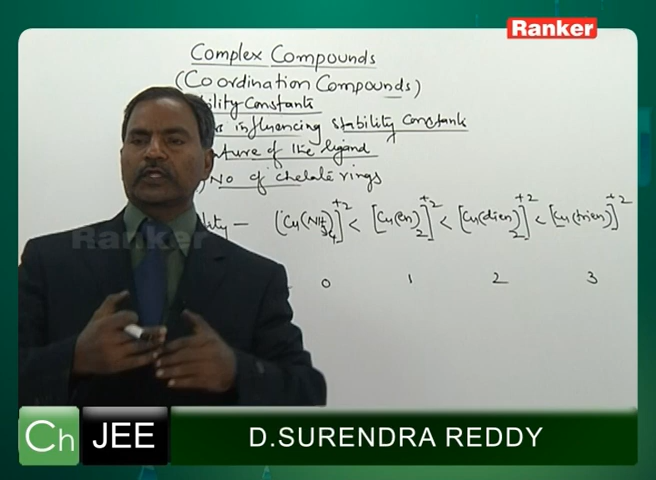 Ranker
Complex Compounds
(Coordination Compounds)
bility Constants
influencing stability constants
ature of the ligand
) No of chelate rings
lity — [Cu(NH3)4]+2 < [Cu(en)2]+2 < [Cu(dien)2]+2 < [Cu(trien)]+2
0 1 2 3
Ranker
Ch JEE D.SURENDRA REDDY